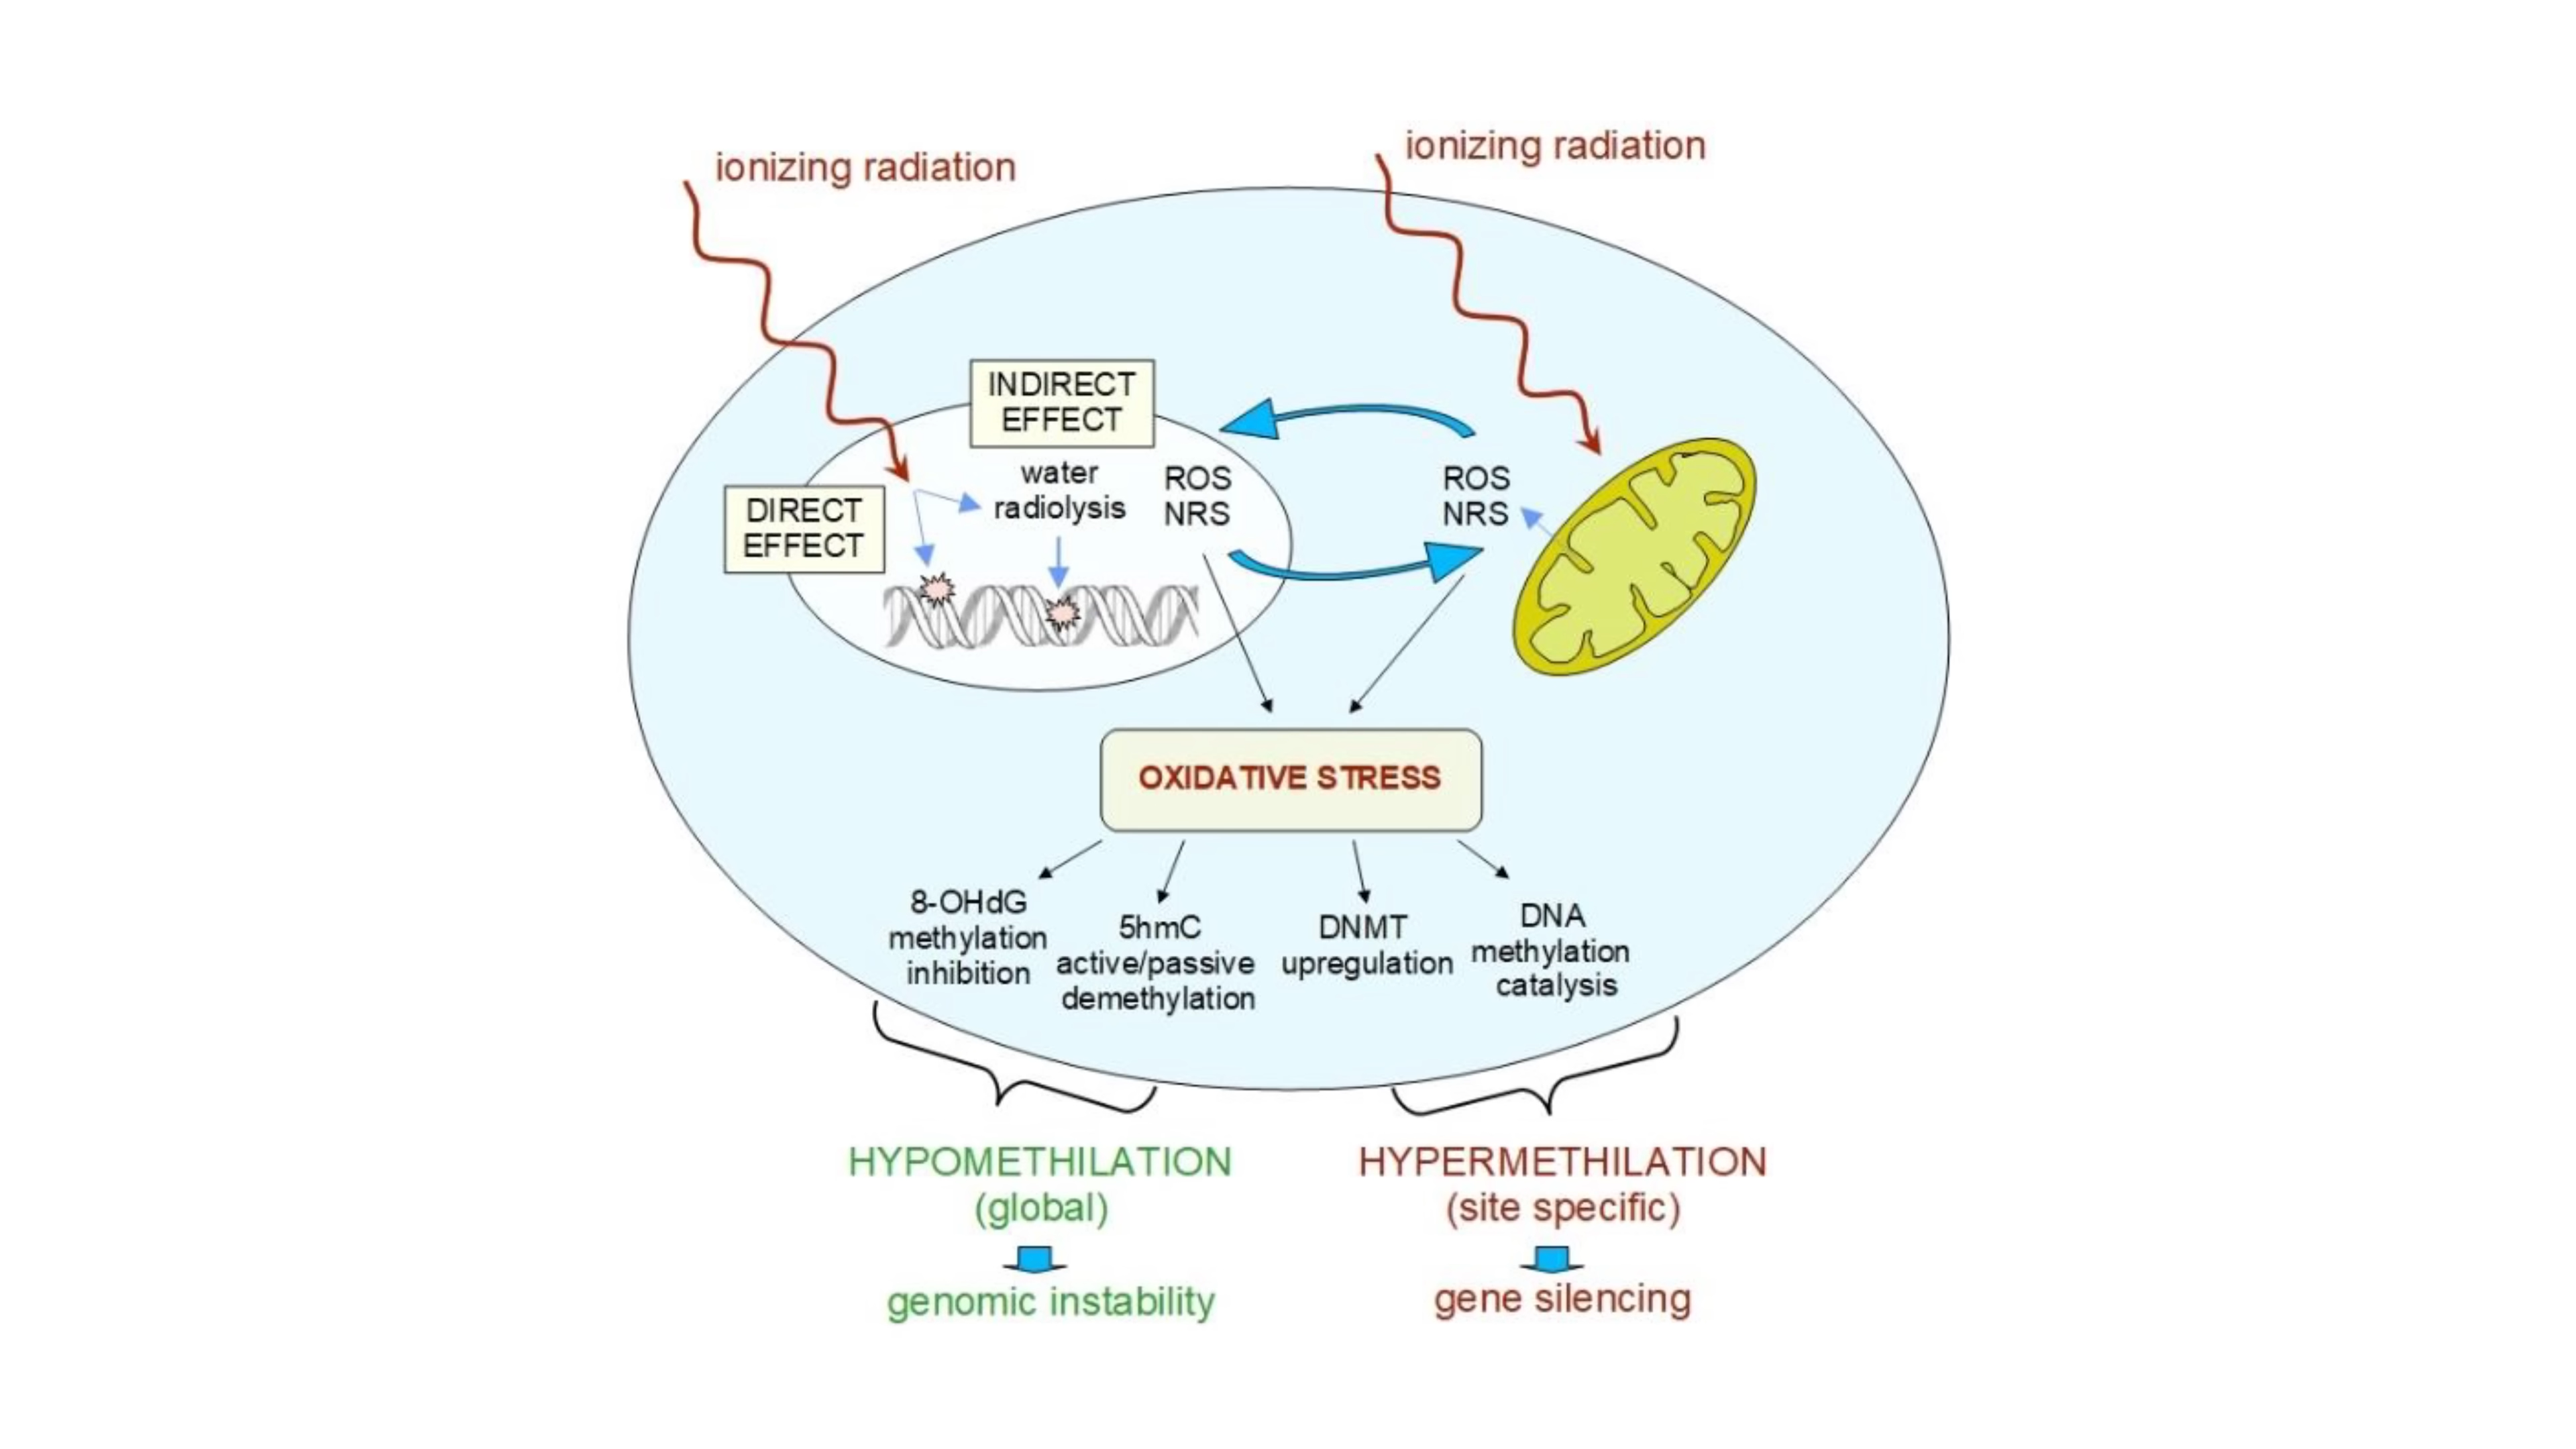 ionizing radiation
ionizing radiation
INDIRECT
EFFECT
DIRECT
EFFECT
water
radiolysis
ROS
NRS
ROS
NRS
OXIDATIVE STRESS
8-OHdG
methylation
inhibition
5hmC
active/passive
demethylation
DNMT
upregulation
DNA
methylation
catalysis
HYPOMETHILATION
(global)
genomic instability
HYPERMETHILATION
(site specific)
gene silencing